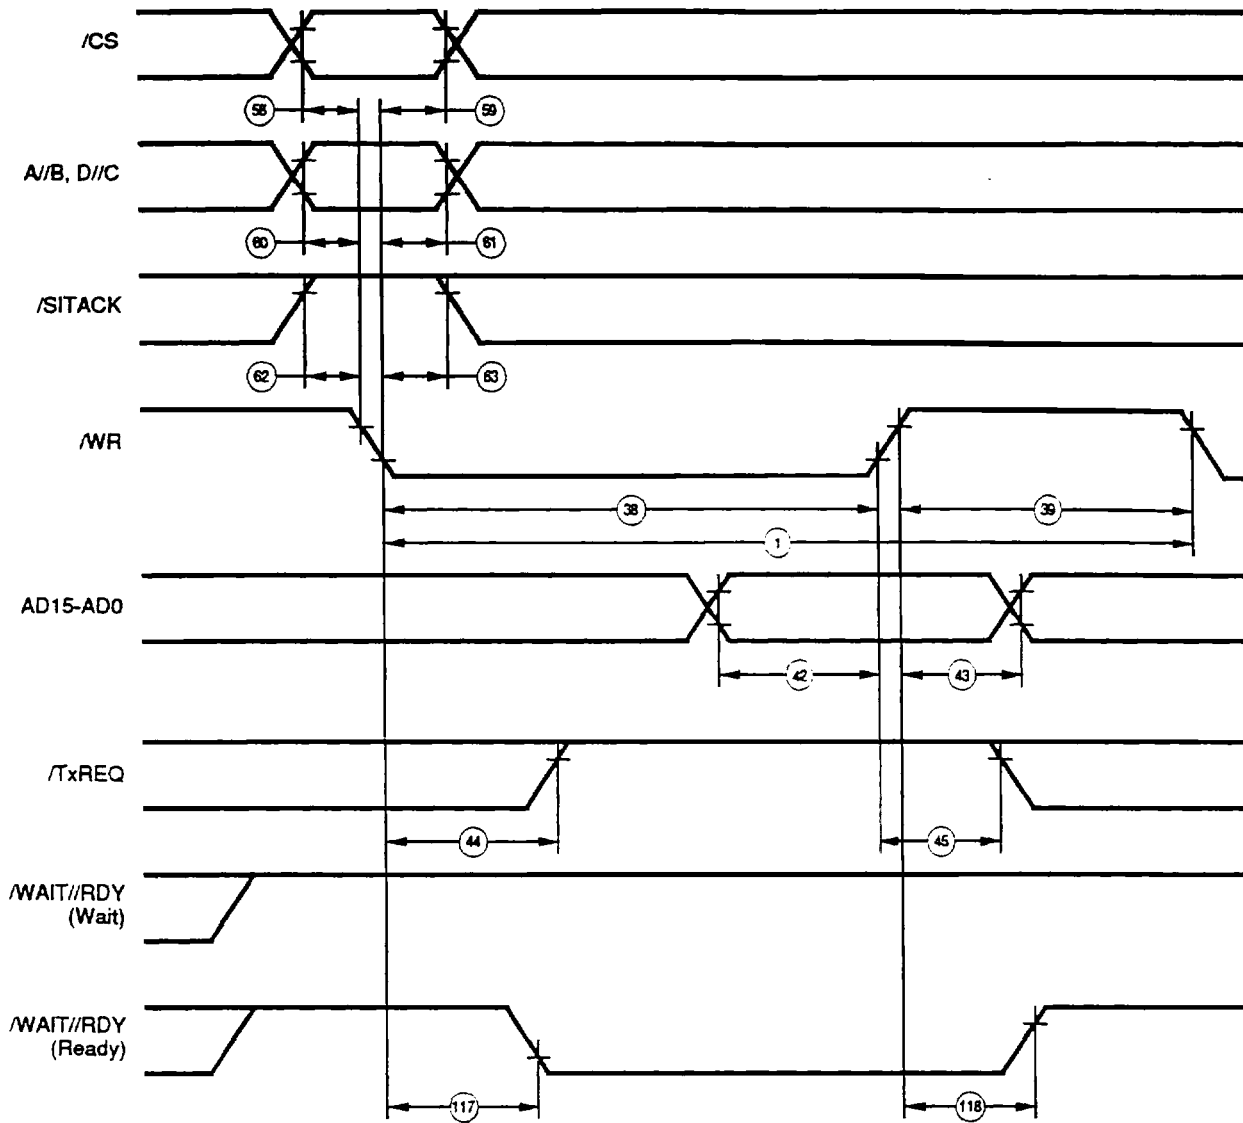 /CS
58
59
A//B, D//C
60
61
/SITACK
62
63
/WR
38
39
1
AD15-AD0
42
43
/TxREQ
44
45
/WAIT//RDY
(Wait)
/WAIT//RDY
(Ready)
117
118